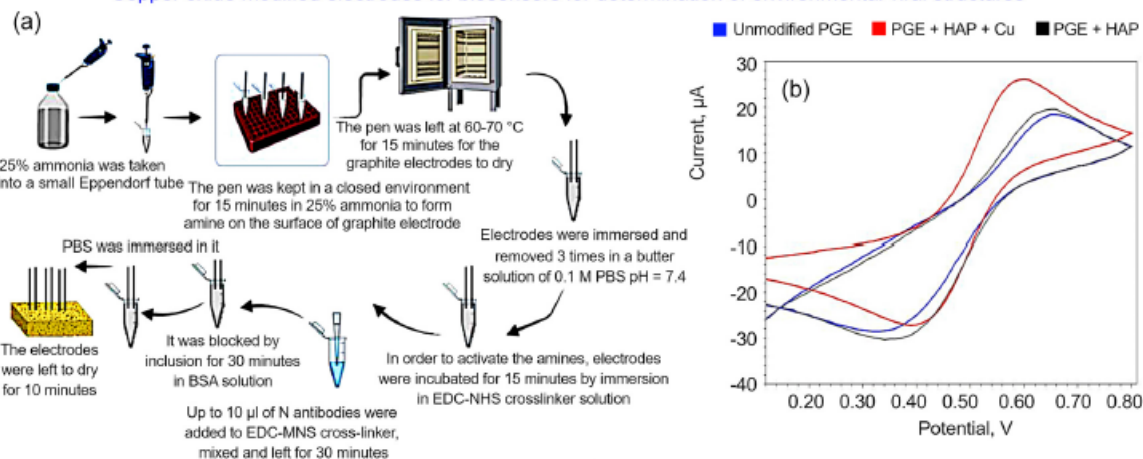 (a)
25% ammonia was taken
into a small Eppendorf tube
The pen was kept in a closed environment
for 15 minutes in 25% ammonia to form
amine on the surface of graphite electrode
The pen was left at 60-70 °C
for 15 minutes for the
graphite electrodes to dry
Electrodes were immersed and
removed 3 times in a butter
solution of 0.1 M PBS pH = 7.4
In order to activate the amines, electrodes
were incubated for 15 minutes by immersion
in EDC-NHS crosslinker solution
Up to 10 µl of N antibodies were
added to EDC-MNS cross-linker,
mixed and left for 30 minutes
It was blocked by
inclusion for 30 minutes
in BSA solution
PBS was immersed in it
The electrodes
were left to dry
for 10 minutes
Unmodified PGE PGE + HAP + Cu PGE + HAP
(b)
Current, µA
30
20
10
0
-10
-20
-30
-40
0.20 0.30 0.40 0.50 0.60 0.70 0.80
Potential, V